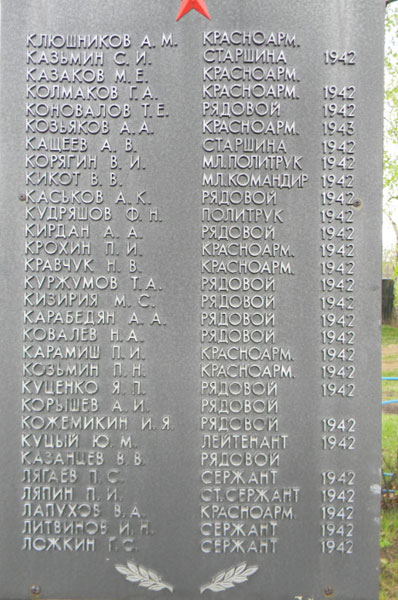 КЛЮШНИКОВ А. М. КРАСНОАРМ.
КАЗЬМИН С. И. СТАРШИНА 1942
КАЗАКОВ М. Е. КРАСНОАРМ.
КОЛМАКОВ Г. А. КРАСНОАРМ. 1942
КОНОВАЛОВ Т. Е. РЯДОВОЙ 1942
КОЗЬЯКОВ А. А. КРАСНОАРМ. 1943
КАЩЕЕВ А. В. СТАРШИНА 1942
КОРЯГИН В. И. МЛ. ПОЛИТРУК 1942
КИКОТ В. В. МЛ. КОМАНДИР 1942
КАСЬКОВ А. К. РЯДОВОЙ 1942
КУДРЯШОВ Ф. Н. ПОЛИТРУК 1942
КИРДАН А. А. РЯДОВОЙ 1942
КРОХИН П. И. КРАСНОАРМ. 1942
КРАВЧУК Н. В. КРАСНОАРМ. 1942
КУРЖУМОВ Т. А. РЯДОВОЙ 1942
КИЗИРИЯ М. С. РЯДОВОЙ 1942
КАРАБЕДЯН А. А. РЯДОВОЙ 1942
КОВАЛЕВ Н. А. РЯДОВОЙ 1942
КАРАМИШ П. И. КРАСНОАРМ. 1942
КОЗЬМИН П. Н. КРАСНОАРМ. 1942
КУЦЕНКО Я. П. РЯДОВОЙ 1942
КОРЫШЕВ А. И. РЯДОВОЙ
КОЖЕМИКИН И. Я. РЯДОВОЙ 1942
КУЦЫЙ Ю. М. ЛЕЙТЕНАНТ 1942
КАЗАНЦЕВ В. В. РЯДОВОЙ
ЛЯГАЕВ П. С. СЕРЖАНТ 1942
ЛЯПИН П. И. СТ. СЕРЖАНТ 1942
ЛАПУХОВ В. А. КРАСНОАРМ. 1942
ЛИТВИНОВ И. Н. СЕРЖАНТ 1942
ЛОЖКИН Г. С. СЕРЖАНТ 1942